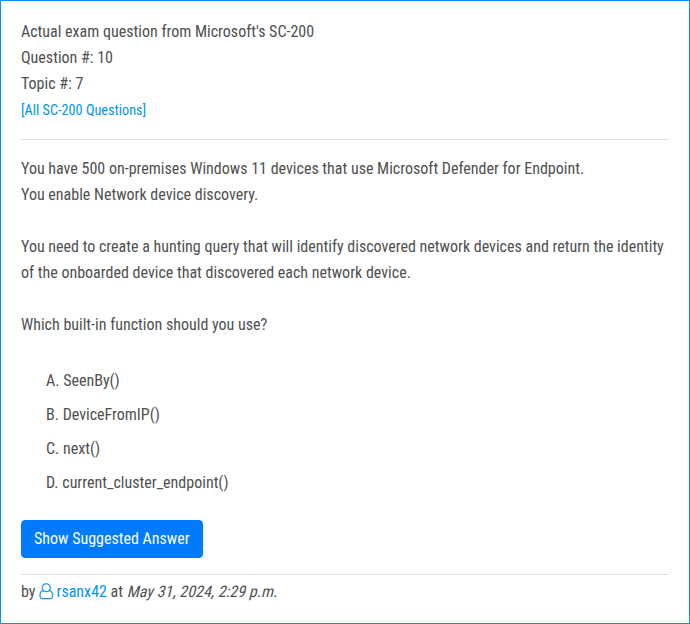 Actual exam question from Microsoft's SC-200
Question #: 10
Topic #: 7
[All SC-200 Questions]
You have 500 on-premises Windows 11 devices that use Microsoft Defender for Endpoint.
You enable Network device discovery.
You need to create a hunting query that will identify discovered network devices and return the identity
of the onboarded device that discovered each network device.
Which built-in function should you use?
A. SeenBy()
B. DeviceFromIP()
C. next()
D. current_cluster_endpoint()
Show Suggested Answer
by rsanx42 at May 31, 2024, 2:29 p.m.